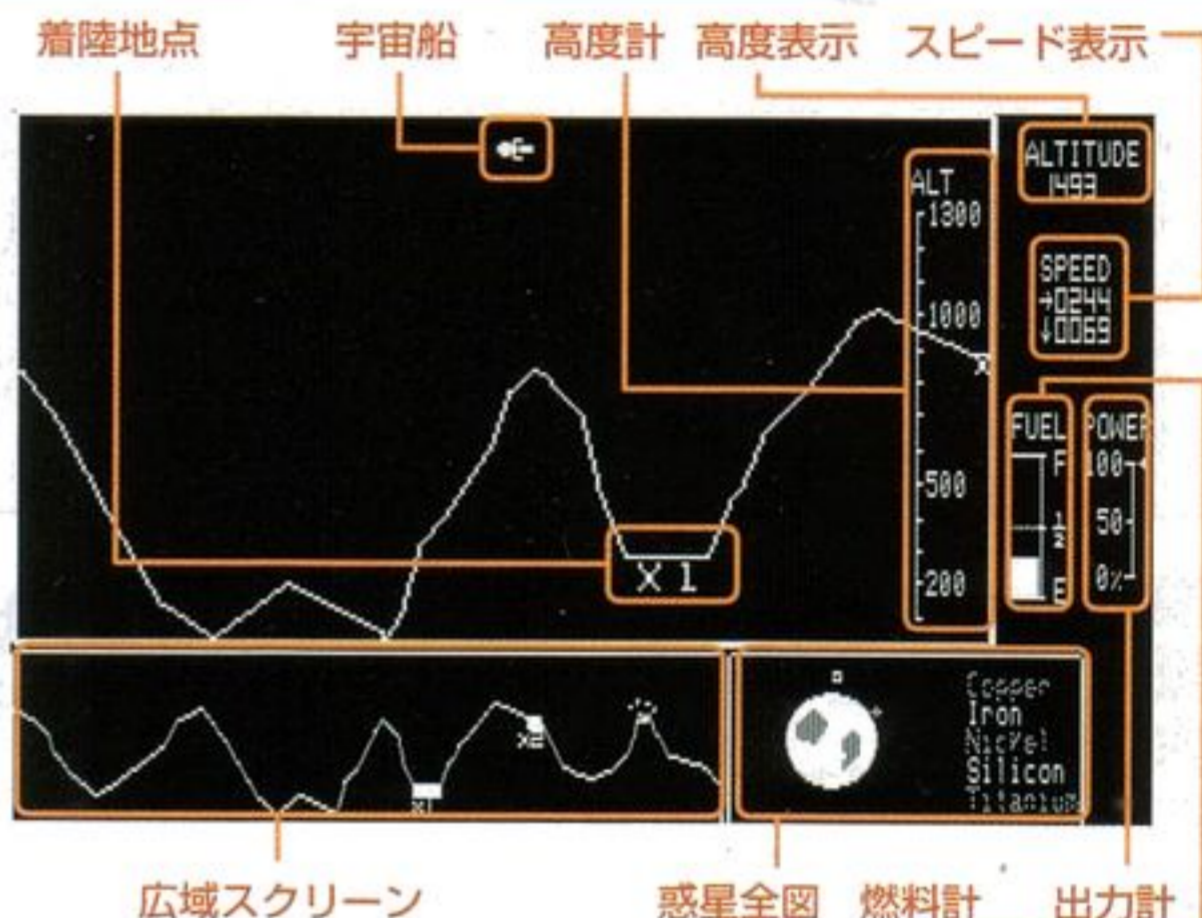 着陸地点 宇宙船 高度計 高度表示 スピード表示
ALTITUDE
1493
ALT
1300
1000
500
200
SPEED
→0244
↓0069
FUEL
F
1/2
E
POWER
100
50
0%
X 1
X
X1
X2
Copper
Iron
Nickel
Silicon
Titanium
広域スクリーン 惑星全図 燃料計 出力計